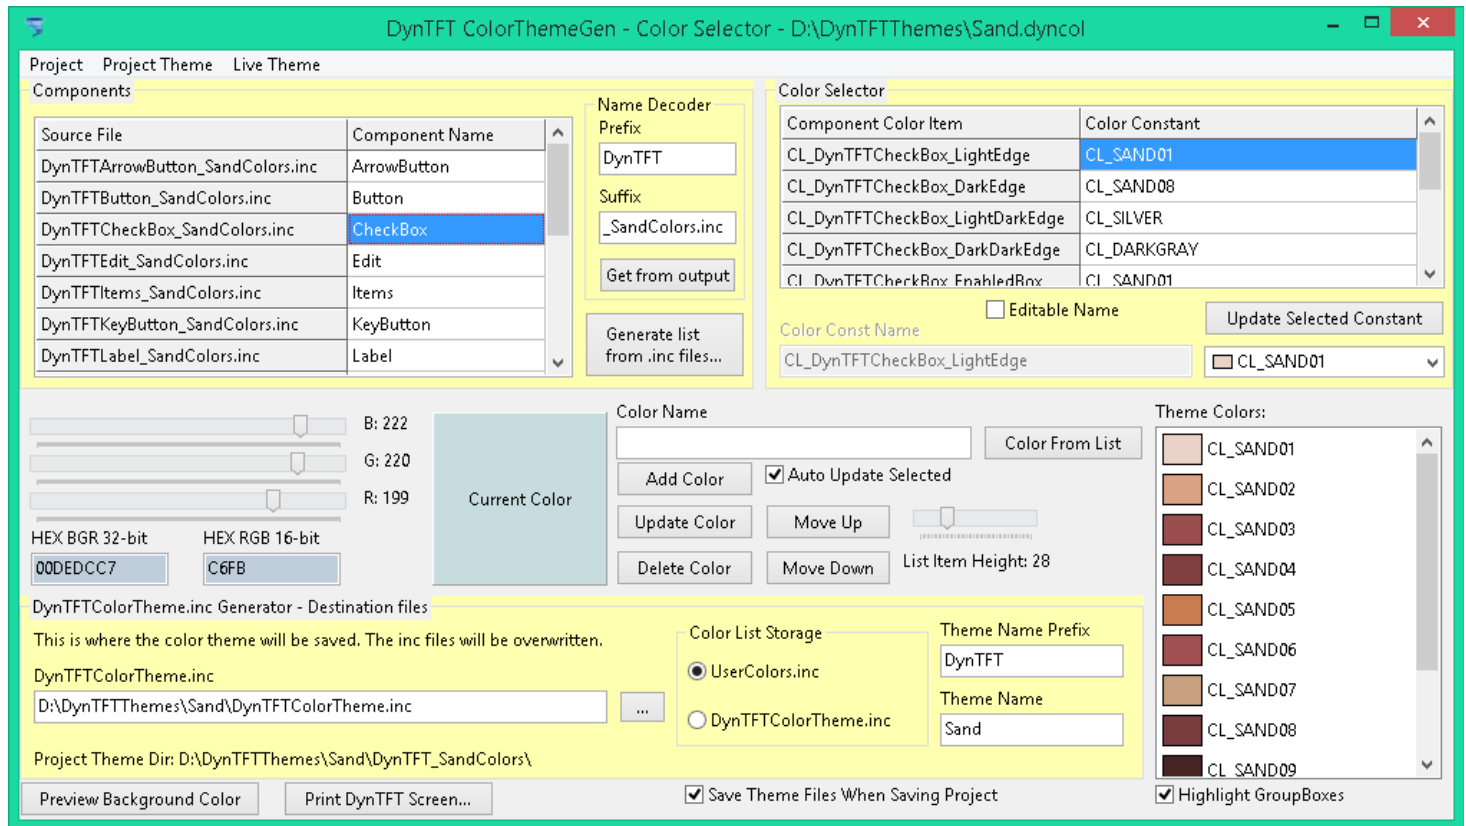 DynTFT ColorThemeGen - Color Selector - D:\DynTFTThemes\Sand.dyncol
Project Project Theme Live Theme
Components
Source File Component Name
DynTFTArrowButton_SandColors.inc ArrowButton
DynTFTButton_SandColors.inc Button
DynTFTCheckBox_SandColors.inc CheckBox
DynTFTEdit_SandColors.inc Edit
DynTFTItems_SandColors.inc Items
DynTFTKeyButton_SandColors.inc KeyButton
DynTFTLabel_SandColors.inc Label
Name Decoder
Prefix
DynTFT
Suffix
_SandColors.inc
Get from output
Generate list
from .inc files...
Color Selector
Component Color Item Color Constant
CL_DynTFTCheckBox_LightEdge CL_SAND01
CL_DynTFTCheckBox_DarkEdge CL_SAND08
CL_DynTFTCheckBox_LightDarkEdge CL_SILVER
CL_DynTFTCheckBox_DarkDarkEdge CL_DARKGRAY
CL_DynTFTCheckBox_EnabledBox CL_SAND01
Editable Name
Update Selected Constant
Color Const Name
CL_DynTFTCheckBox_LightEdge
CL_SAND01
B: 222
G: 220
R: 199
HEX BGR 32-bit HEX RGB 16-bit
00DEDCC7 C6FB
Current Color
Color Name
Color From List
Add Color
Auto Update Selected
Update Color
Move Up
Delete Color
Move Down
List Item Height: 28
Theme Colors:
CL_SAND01
CL_SAND02
CL_SAND03
CL_SAND04
CL_SAND05
CL_SAND06
CL_SAND07
CL_SAND08
CL_SAND09
DynTFTColorTheme.inc Generator - Destination files
This is where the color theme will be saved. The inc files will be overwritten.
DynTFTColorTheme.inc
D:\DynTFTThemes\Sand\DynTFTColorTheme.inc
...
Project Theme Dir: D:\DynTFTThemes\Sand\DynTFT_SandColors\
Color List Storage
UserColors.inc
DynTFTColorTheme.inc
Theme Name Prefix
DynTFT
Theme Name
Sand
Preview Background Color
Print DynTFT Screen...
Save Theme Files When Saving Project
Highlight GroupBoxes